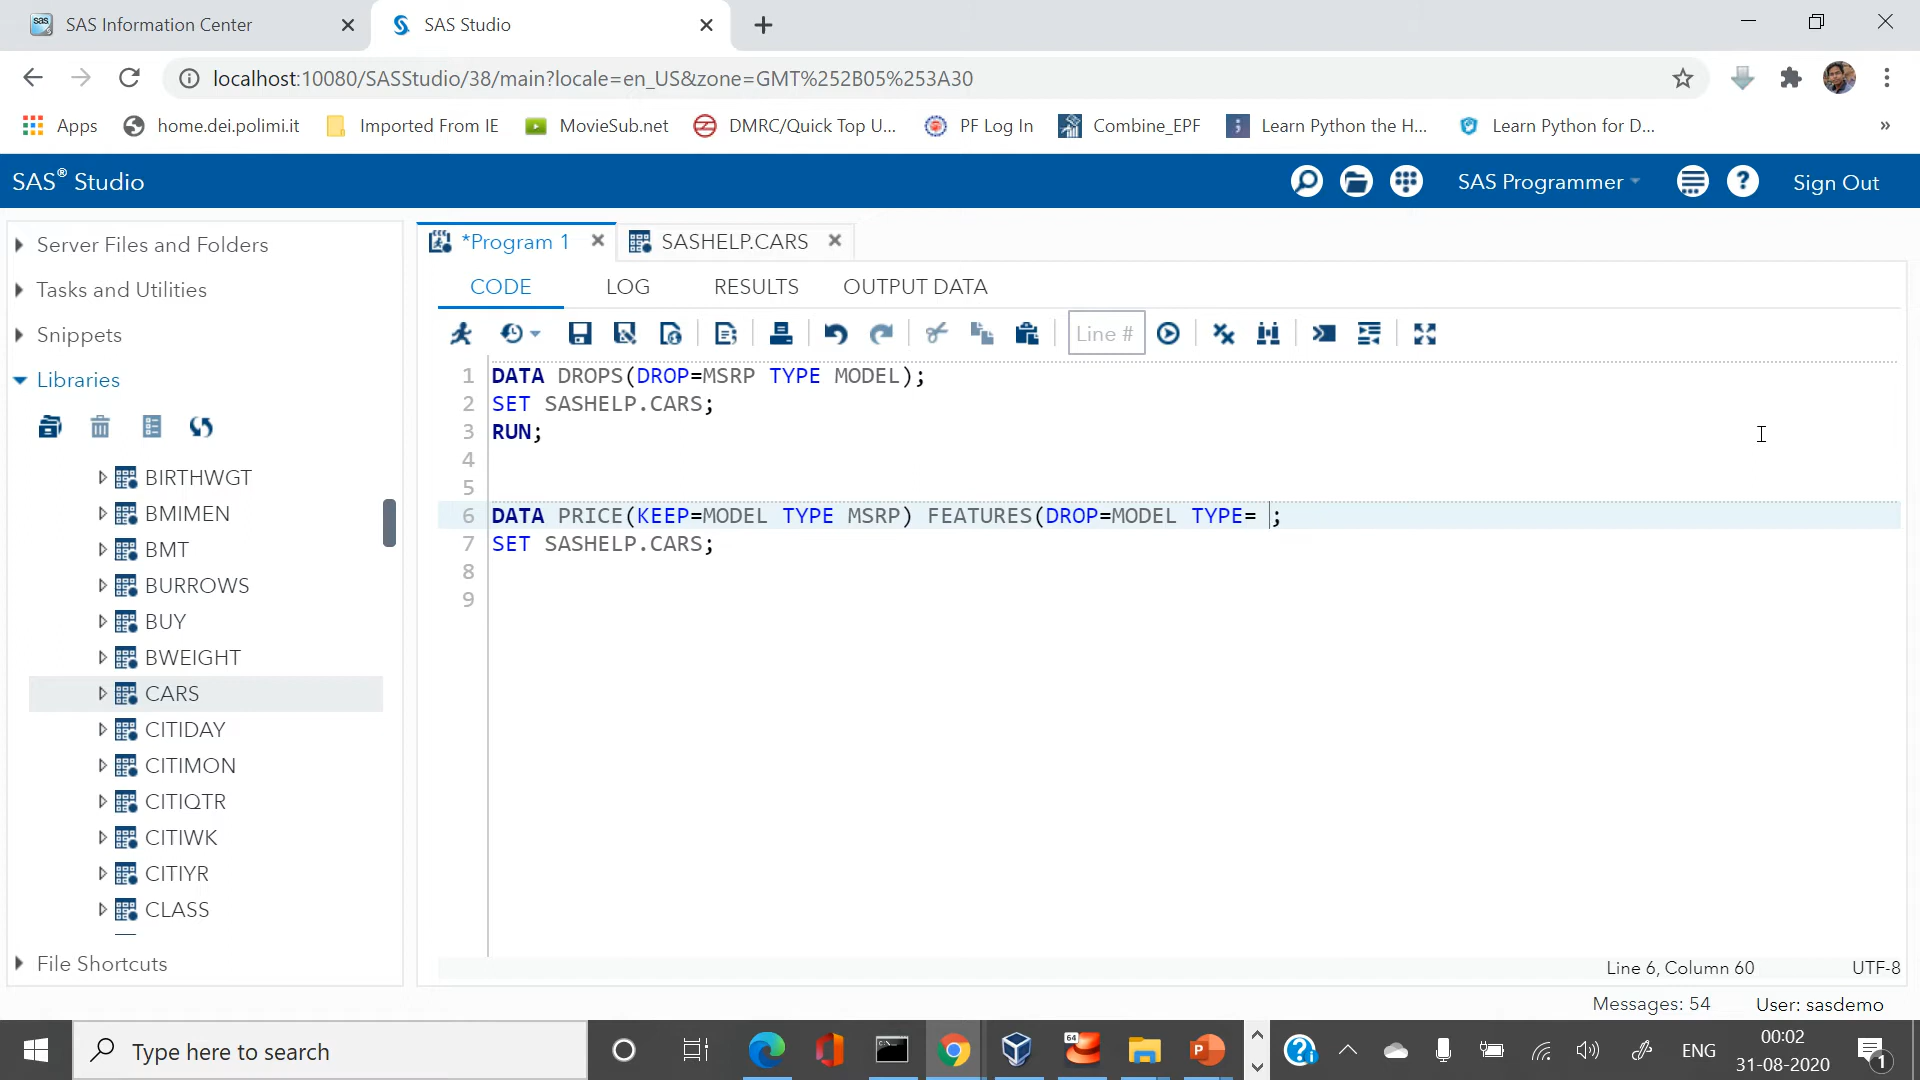 SAS Information Center
SAS Studio
localhost:10080/SASStudio/38/main?locale=en_US&zone=GMT%252B05%253A30
Apps
home.dei.polimi.it
Imported From IE
MovieSub.net
DMRC/Quick Top U...
PF Log In
Combine_EPF
Learn Python the H...
Learn Python for D...
»
SAS® Studio
SAS Programmer
Sign Out
Server Files and Folders
Tasks and Utilities
Snippets
Libraries
BIRTHWGT
BMIMEN
BMT
BURROWS
BUY
BWEIGHT
CARS
CITIDAY
CITIMON
CITIQTR
CITIWK
CITIYR
CLASS
File Shortcuts
*Program 1
SASHELP.CARS
CODE
LOG
RESULTS
OUTPUT DATA
Line #
1 DATA DROPS(DROP=MSRP TYPE MODEL);
2 SET SASHELP.CARS;
3 RUN;
4
5
6 DATA PRICE(KEEP=MODEL TYPE MSRP) FEATURES(DROP=MODEL TYPE= ;
7 SET SASHELP.CARS;
8
9
Line 6, Column 60
UTF-8
Messages: 54
User: sasdemo
Type here to search
64
ENG
00:02
31-08-2020
1